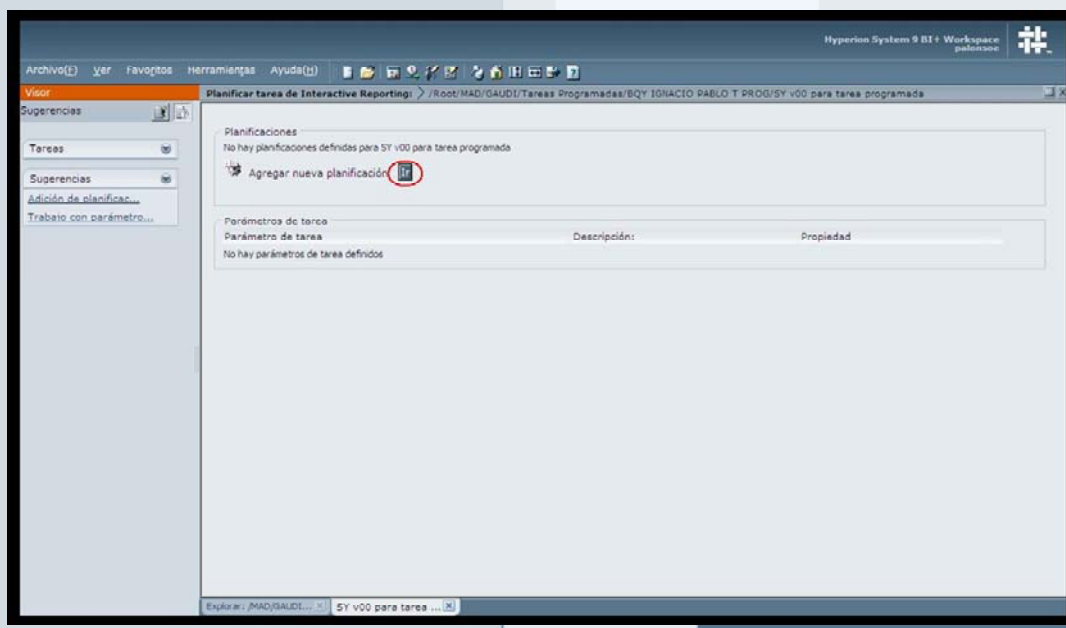 Hyperion System 9 BI+ Workspace
palonsoe
Archivo(F) Ver Favoritos Herramientas Ayuda(H)
Visor
Planificar tarea de Interactive Reporting: /Root/MAD/GAUDI/Tareas Programadas/BQY IGNACIO PABLO T PROG/SY v00 para tarea programada
Sugerencias
Tareas
Sugerencias
Adición de planificac...
Trabajo con parámetro...
Planificaciones
No hay planificaciones definidas para SY v00 para tarea programada
Agregar nueva planificación Ir
Parámetros de tarea
Parámetro de tarea Descripción: Propiedad
No hay parámetros de tarea definidos
Explorar: /MAD/GAUDI... SY v00 para tarea ...